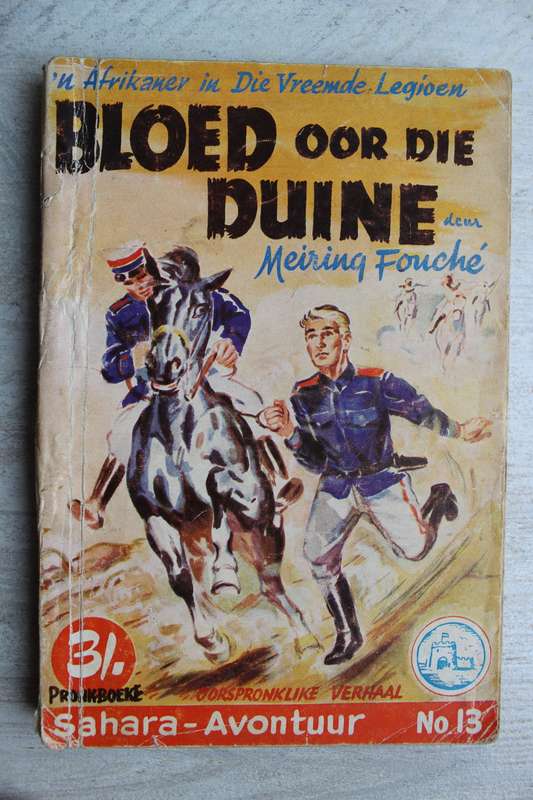 'n Afrikaner in Die Vreemde-Legioen
BLOED OOR DIE
DUINE
deur
Meiring Fouché
3/.
PRONKBOEKE
OORSPRONKLIKE VERHAAL
Sahara-Avontuur No 13